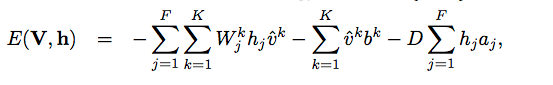 E(V, h) = −∑_{j=1}^{F} ∑_{k=1}^{K} W_j^k h_j v̂^k − ∑_{k=1}^{K} v̂^k b^k − D ∑_{j=1}^{F} h_j a_j,